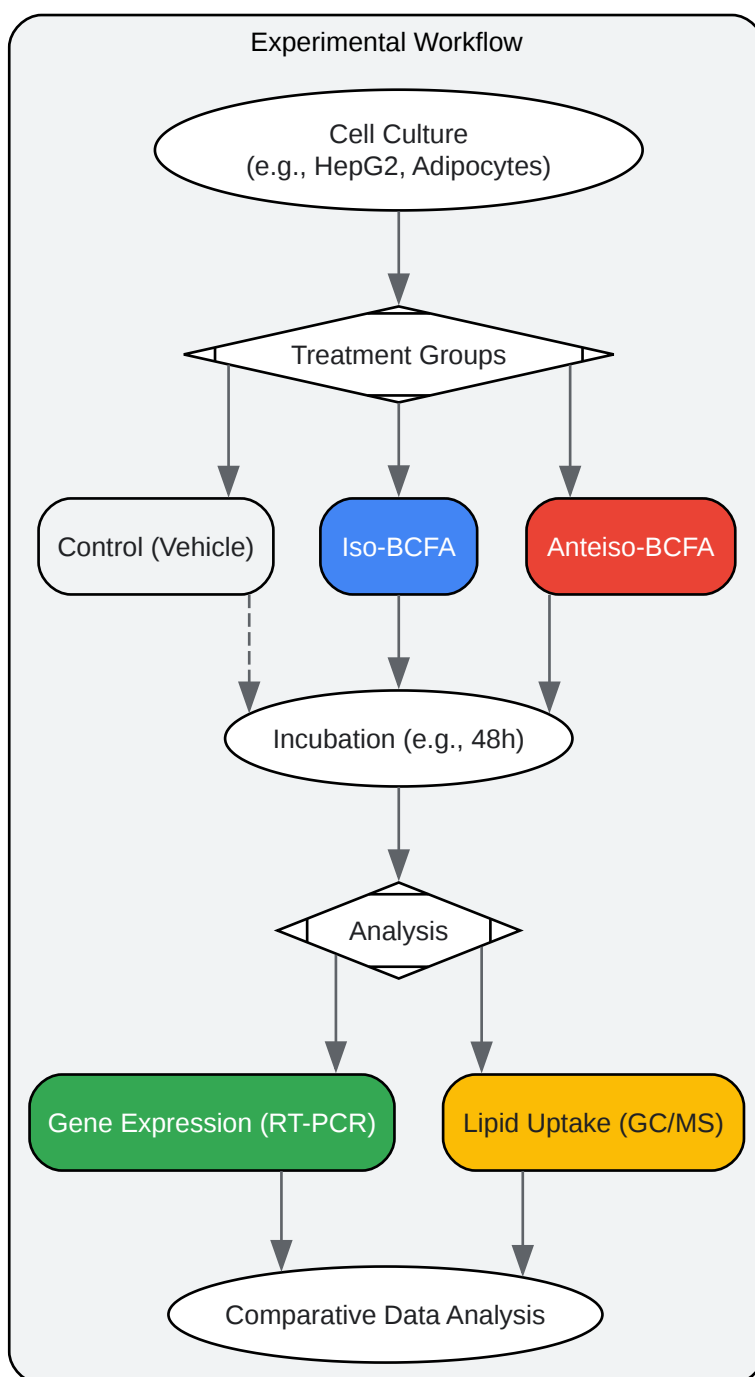 Experimental Workflow
Cell Culture
(e.g., HepG2, Adipocytes)
Treatment Groups
Control (Vehicle)
Iso-BCFA
Anteiso-BCFA
Incubation (e.g., 48h)
Analysis
Gene Expression (RT-PCR)
Lipid Uptake (GC/MS)
Comparative Data Analysis